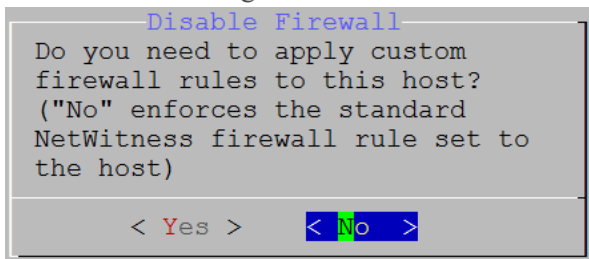 Disable Firewall
Do you need to apply custom
firewall rules to this host?
("No" enforces the standard
NetWitness firewall rule set to
the host)
< Yes > < No >